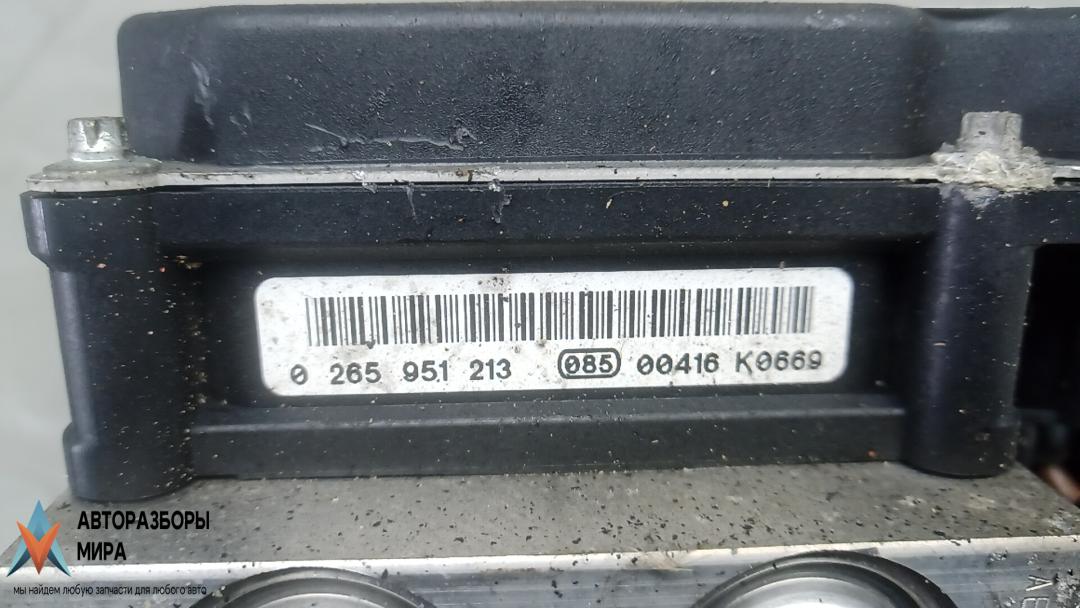 0 265 951 213 085 00416 K0669
АВТОРАЗБОРЫ
МИРА
мы найдем любую запчасти для любого авто